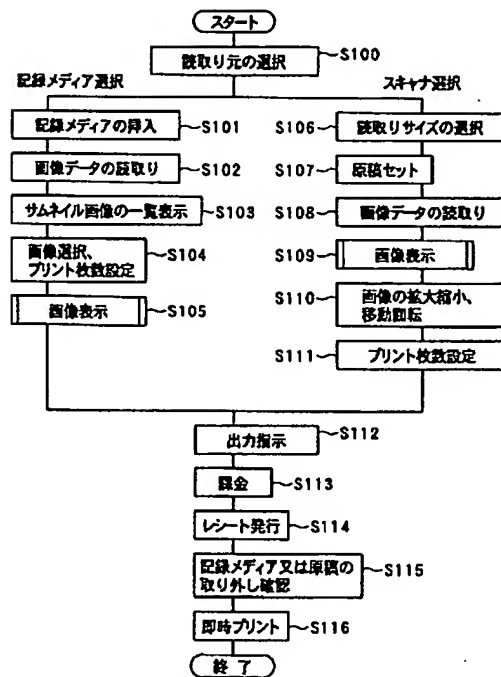 スタート
読取り元の選択
S100
記録メディア選択
スキャナ選択
記録メディアの挿入
S101
画像データの読取り
S102
サムネイル画像の一覧表示
S103
画像選択、
プリント枚数設定
S104
画像表示
S105
S106
読取りサイズの選択
S107
原稿セット
S108
画像データの読取り
S109
画像表示
S110
画像の拡大縮小、
移動回転
S111
プリント枚数設定
出力指示
S112
課金
S113
レシート発行
S114
記録メディア又は原稿の
取り外し確認
S115
即時プリント
S116
終了